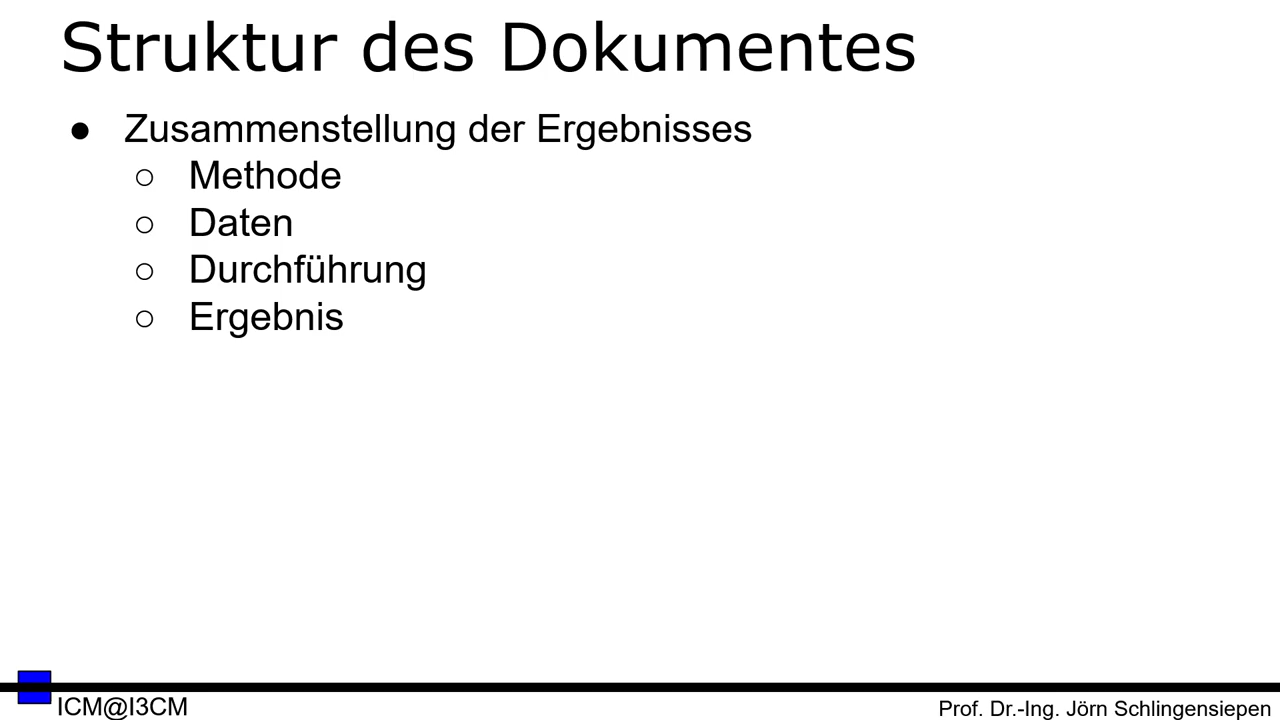 Struktur des Dokumentes
● Zusammenstellung der Ergebnisses
○ Methode
○ Daten
○ Durchführung
○ Ergebnis
ICM@I3CM
Prof. Dr.-Ing. Jörn Schlingensiepen